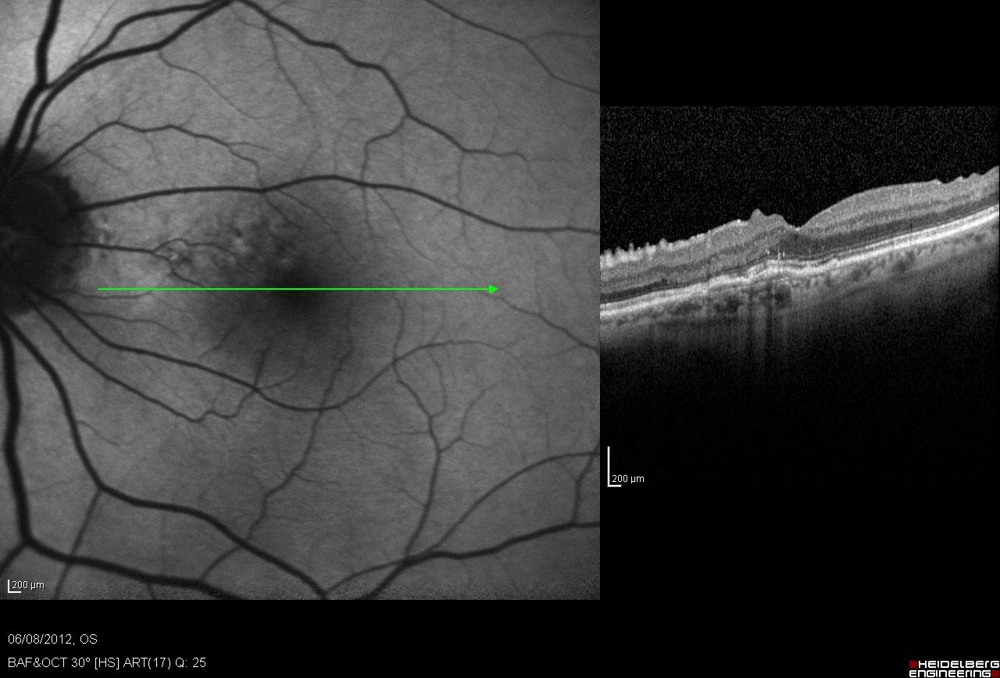 200 µm
200 µm
06/08/2012, OS
BAF&OCT 30° [HS] ART(17) Q: 25
HEIDELBERG
ENGINEERING